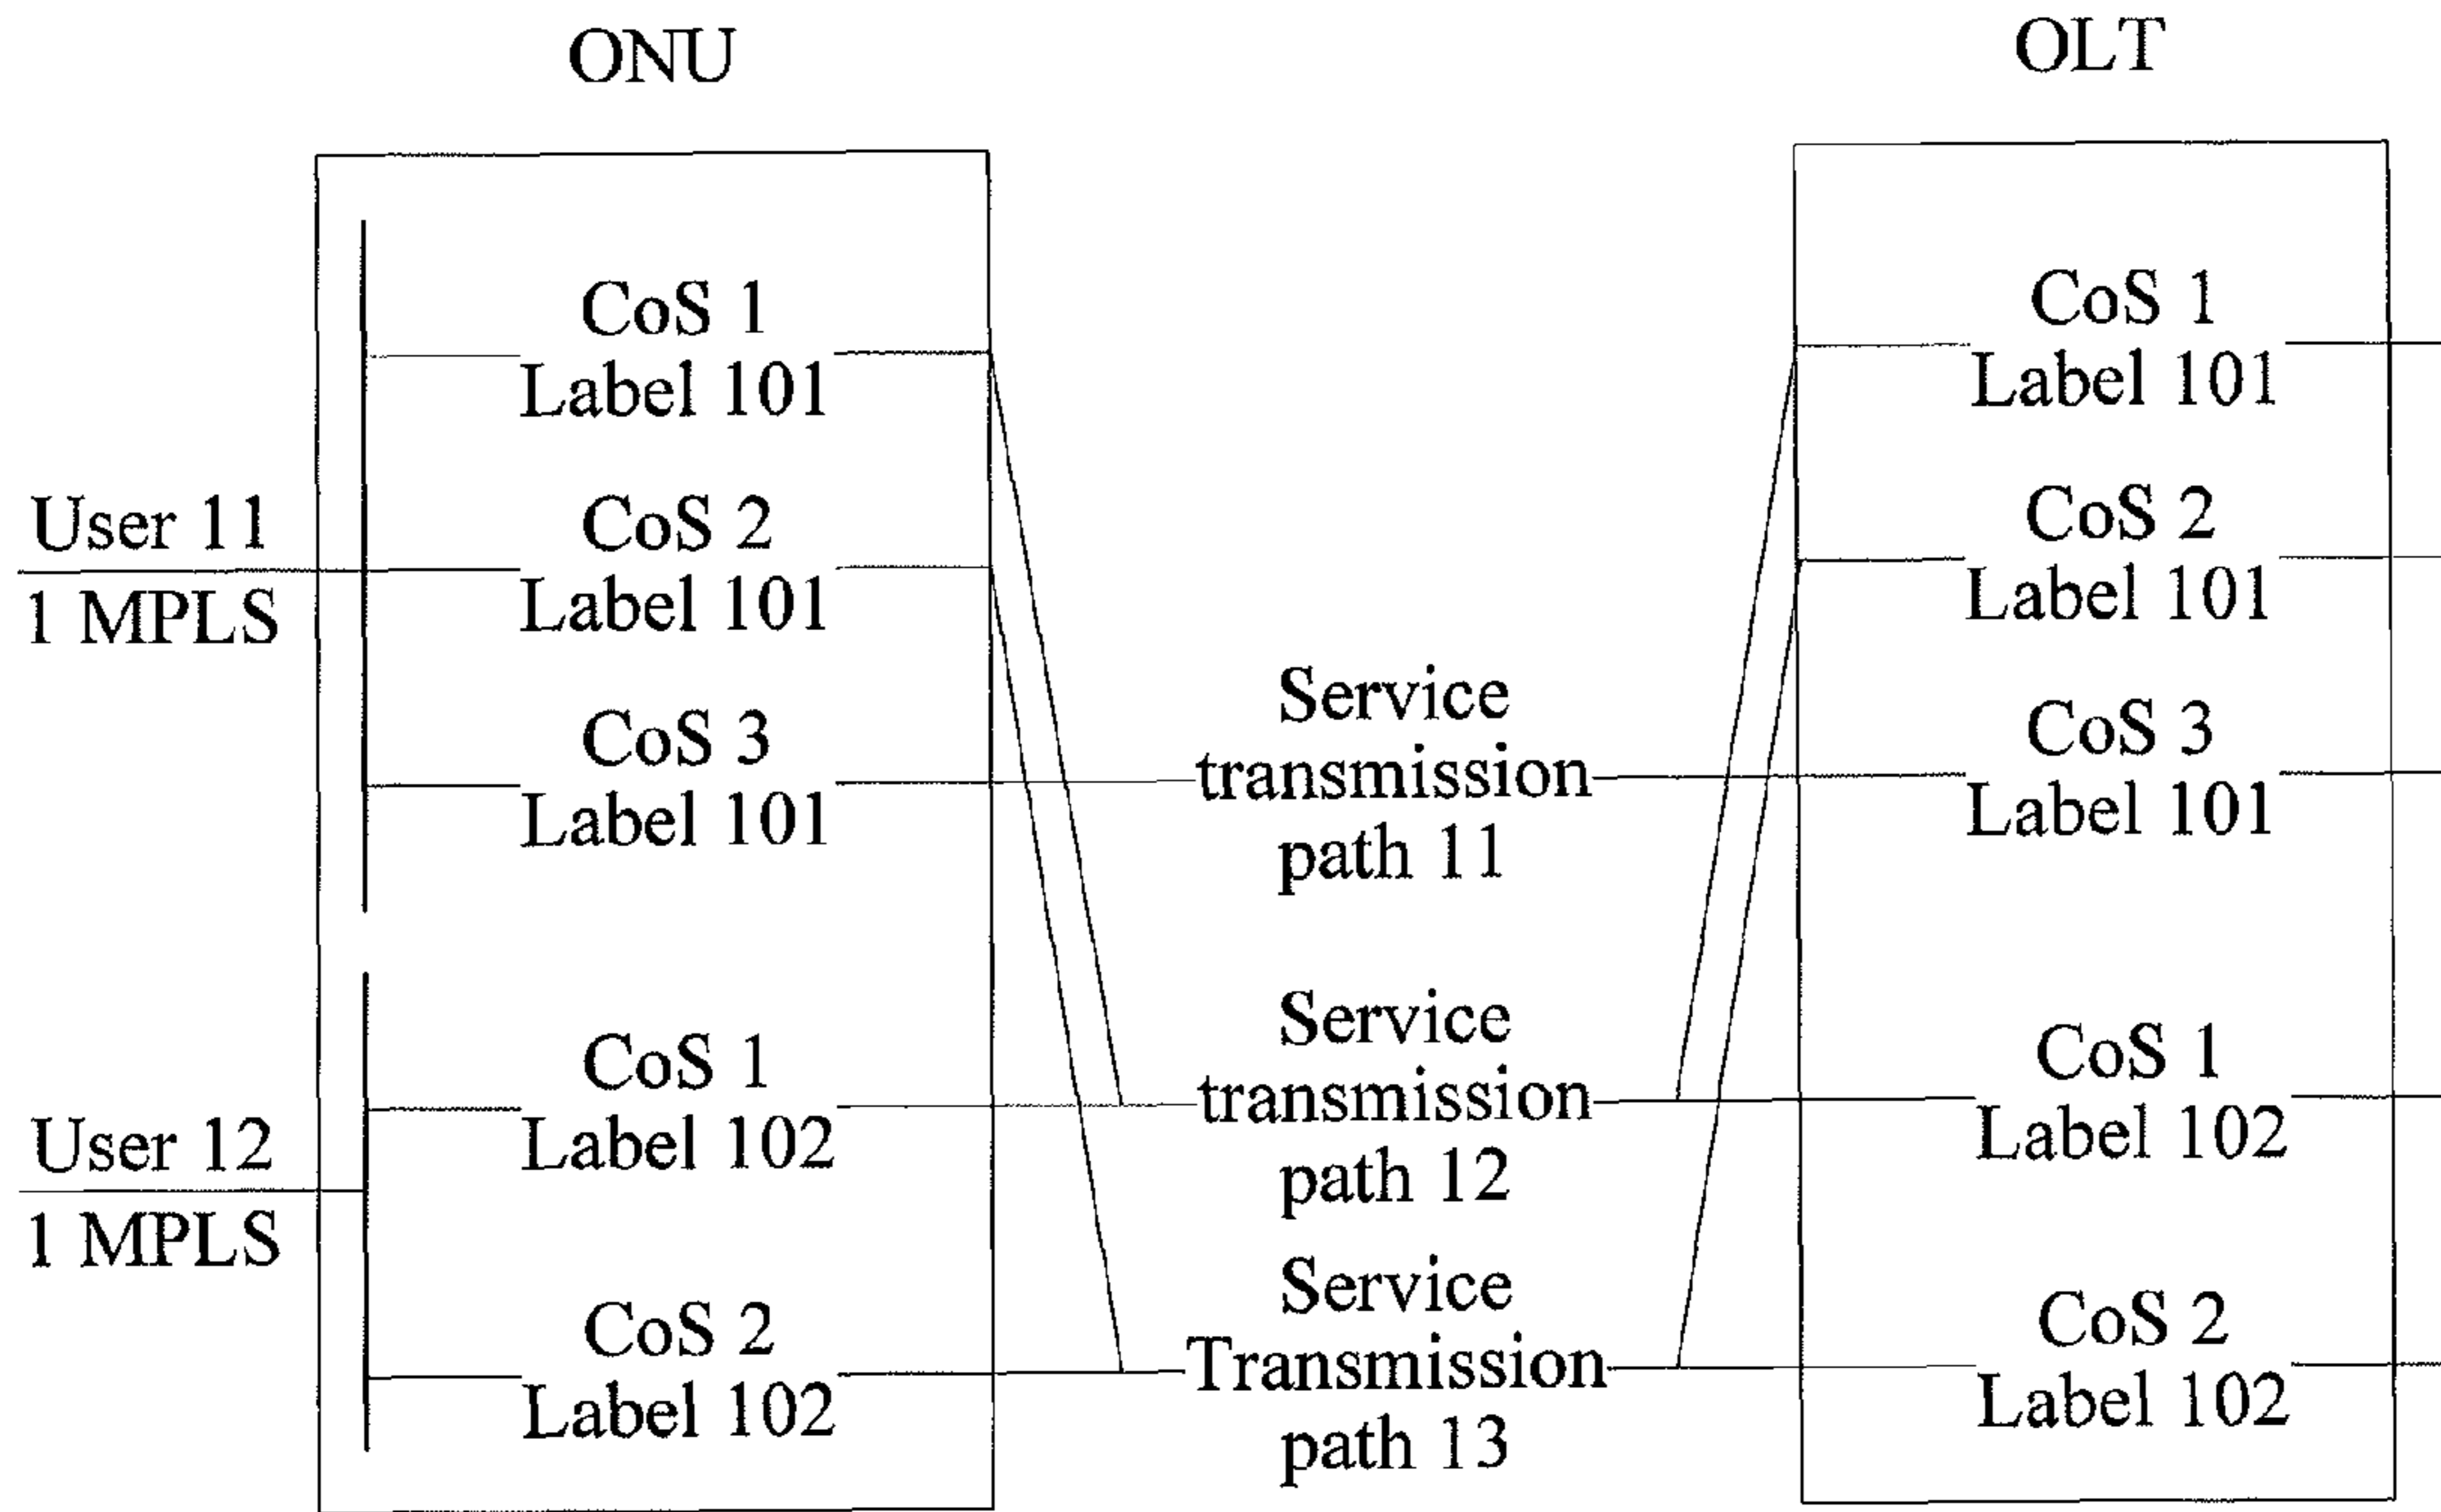 ONU
OLT
CoS 1
Label 101
User 11
1 MPLS
CoS 2
Label 101
CoS 3
Label 101
User 12
1 MPLS
CoS 1
Label 102
CoS 2
Label 102
Service
transmission
path 11
Service
transmission
path 12
Service
Transmission
path 13
CoS 1
Label 101
CoS 2
Label 101
CoS 3
Label 101
CoS 1
Label 102
CoS 2
Label 102